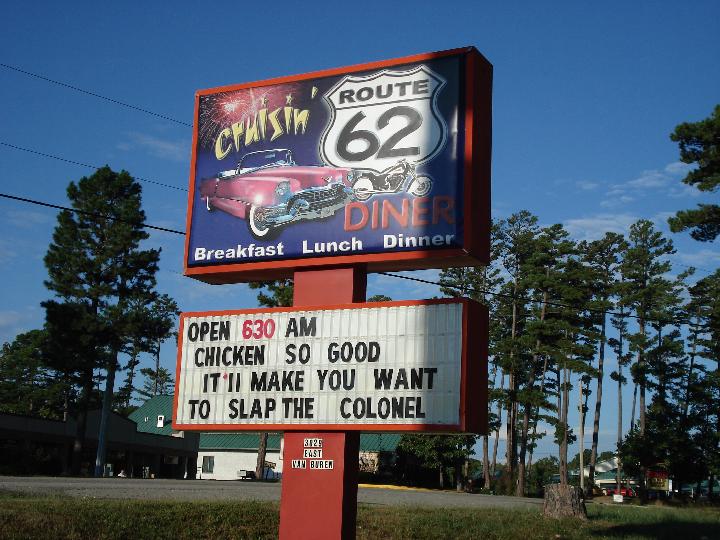 cruisin'
ROUTE
62
DINER
Breakfast Lunch Dinner
OPEN 630 AM
CHICKEN SO GOOD
IT'll MAKE YOU WANT
TO SLAP THE COLONEL
3029
EAST
VAN BUREN